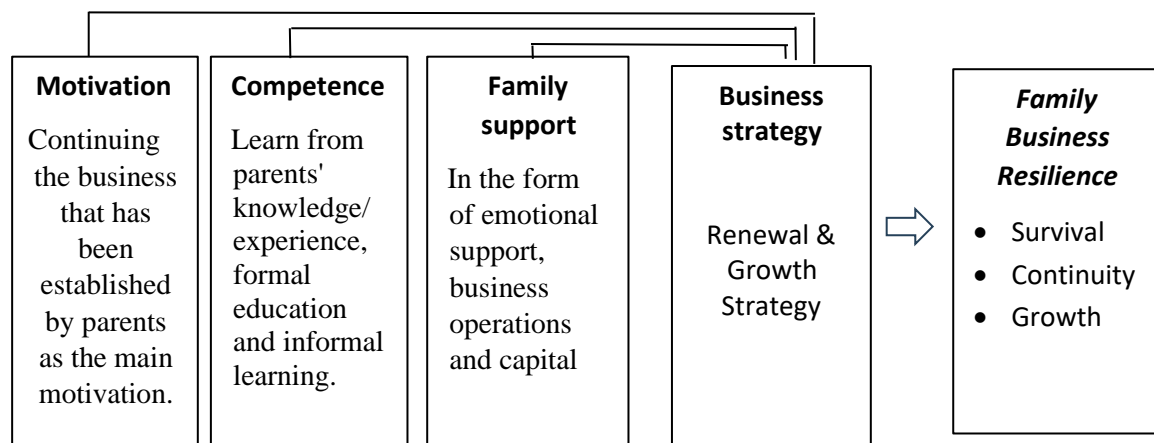 Motivation
Continuing
the business
that has
been
established
by parents
as the main
motivation.
Competence
Learn from
parents'
knowledge/
experience,
formal
education
and informal
learning.
Family
support
In the form
of emotional
support,
business
operations
and capital
Business
strategy
Renewal &
Growth
Strategy
Family
Business
Resilience
• Survival
• Continuity
• Growth